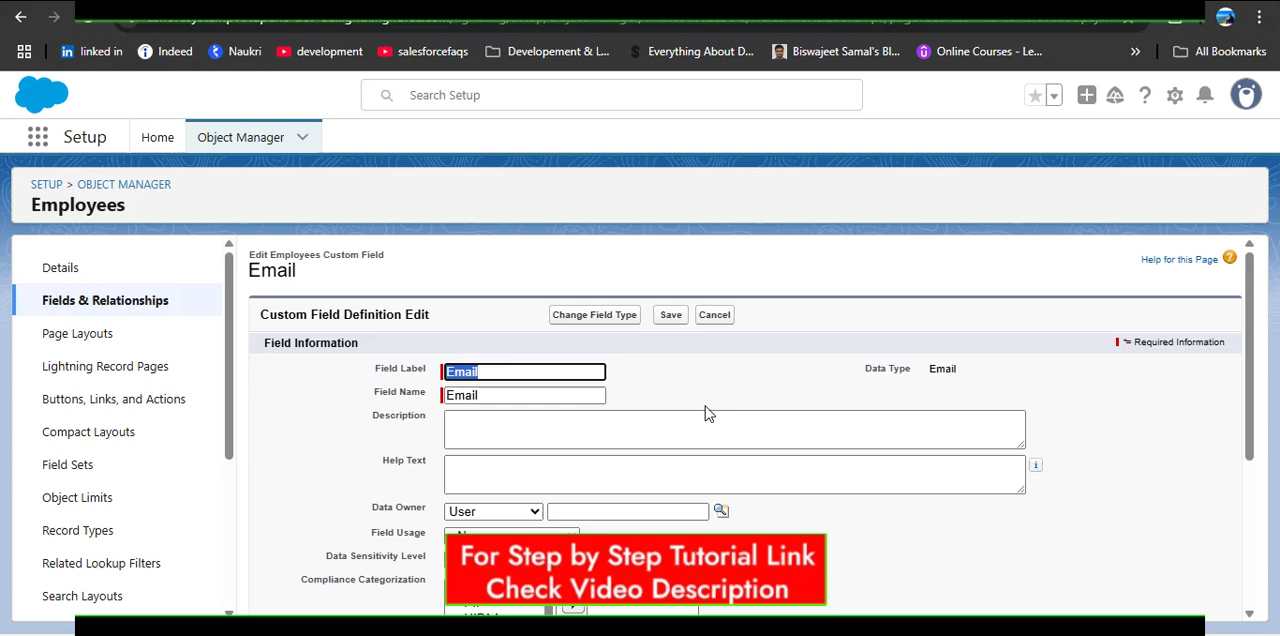 linked in
Indeed
Naukri
development
salesforcefaqs
Developement & L...
Everything About D...
Biswajeet Samal's Bl...
Online Courses - Le...
All Bookmarks
Search Setup
Setup
Home
Object Manager
SETUP > OBJECT MANAGER
Employees
Details
Fields & Relationships
Page Layouts
Lightning Record Pages
Buttons, Links, and Actions
Compact Layouts
Field Sets
Object Limits
Record Types
Related Lookup Filters
Search Layouts
Edit Employees Custom Field
Email
Help for this Page
Custom Field Definition Edit
Change Field Type
Save
Cancel
Field Information
= Required Information
Field Label
Email
Data Type
Email
Field Name
Email
Description
Help Text
Data Owner
User
Field Usage
Data Sensitivity Level
Compliance Categorization
For Step by Step Tutorial Link
Check Video Description